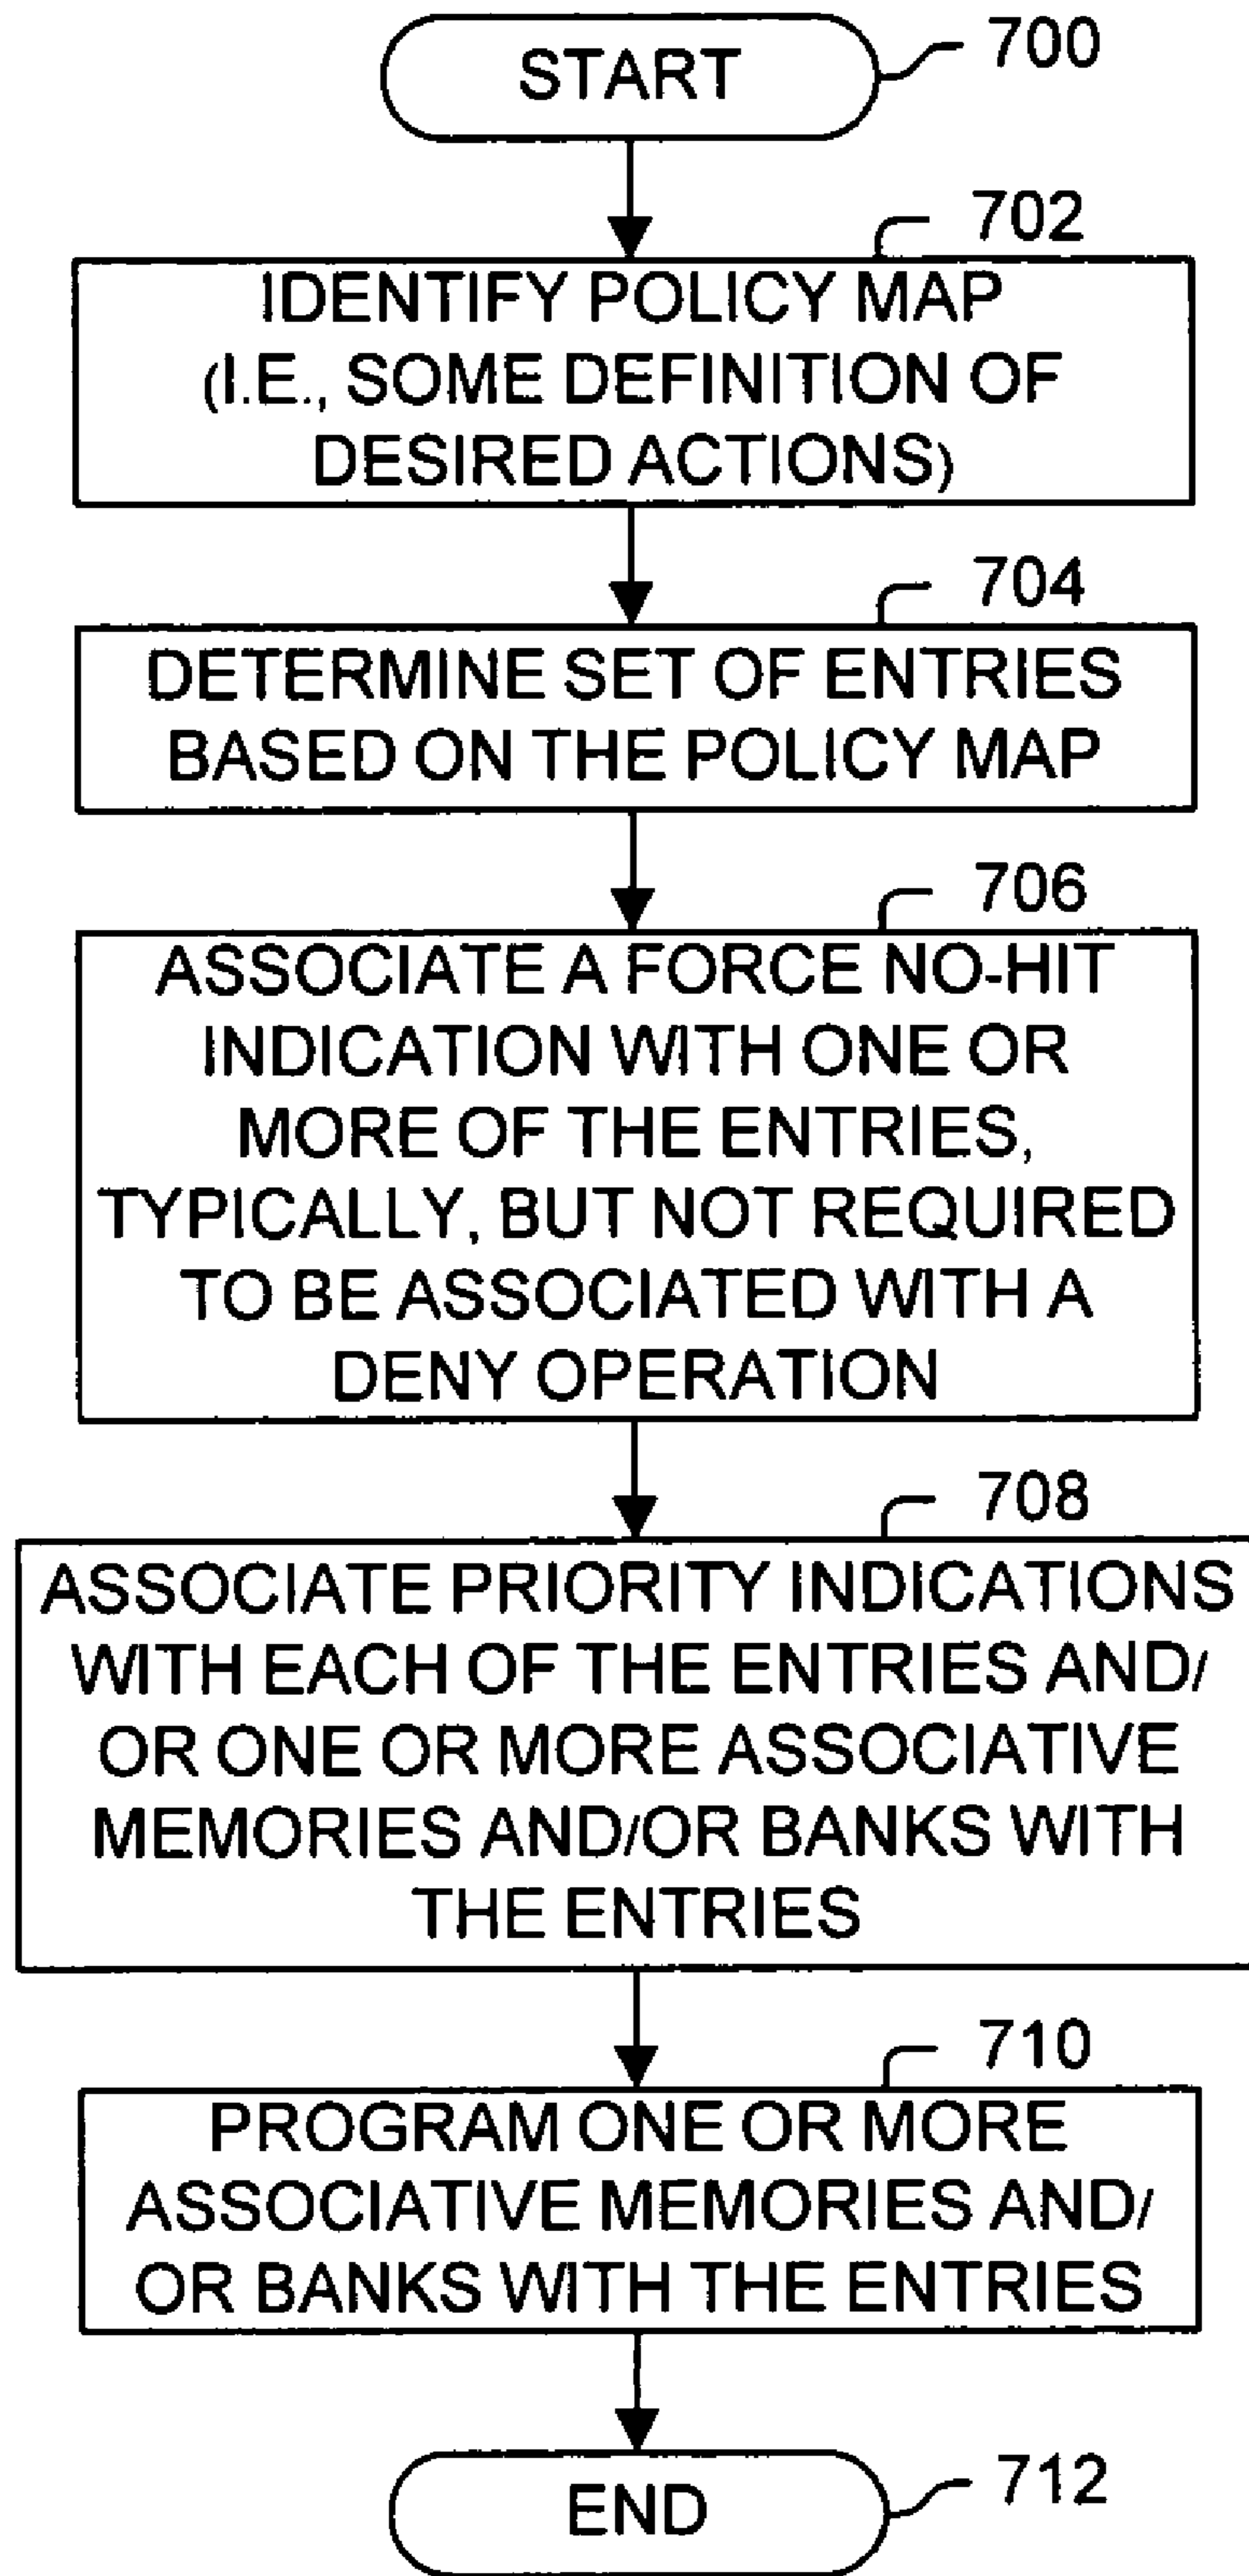 START
700
702
IDENTIFY POLICY MAP
(I.E., SOME DEFINITION OF
DESIRED ACTIONS)
704
DETERMINE SET OF ENTRIES
BASED ON THE POLICY MAP
706
ASSOCIATE A FORCE NO-HIT
INDICATION WITH ONE OR
MORE OF THE ENTRIES,
TYPICALLY, BUT NOT REQUIRED
TO BE ASSOCIATED WITH A
DENY OPERATION
708
ASSOCIATE PRIORITY INDICATIONS
WITH EACH OF THE ENTRIES AND/
OR ONE OR MORE ASSOCIATIVE
MEMORIES AND/OR BANKS WITH
THE ENTRIES
710
PROGRAM ONE OR MORE
ASSOCIATIVE MEMORIES AND/
OR BANKS WITH THE ENTRIES
END
712